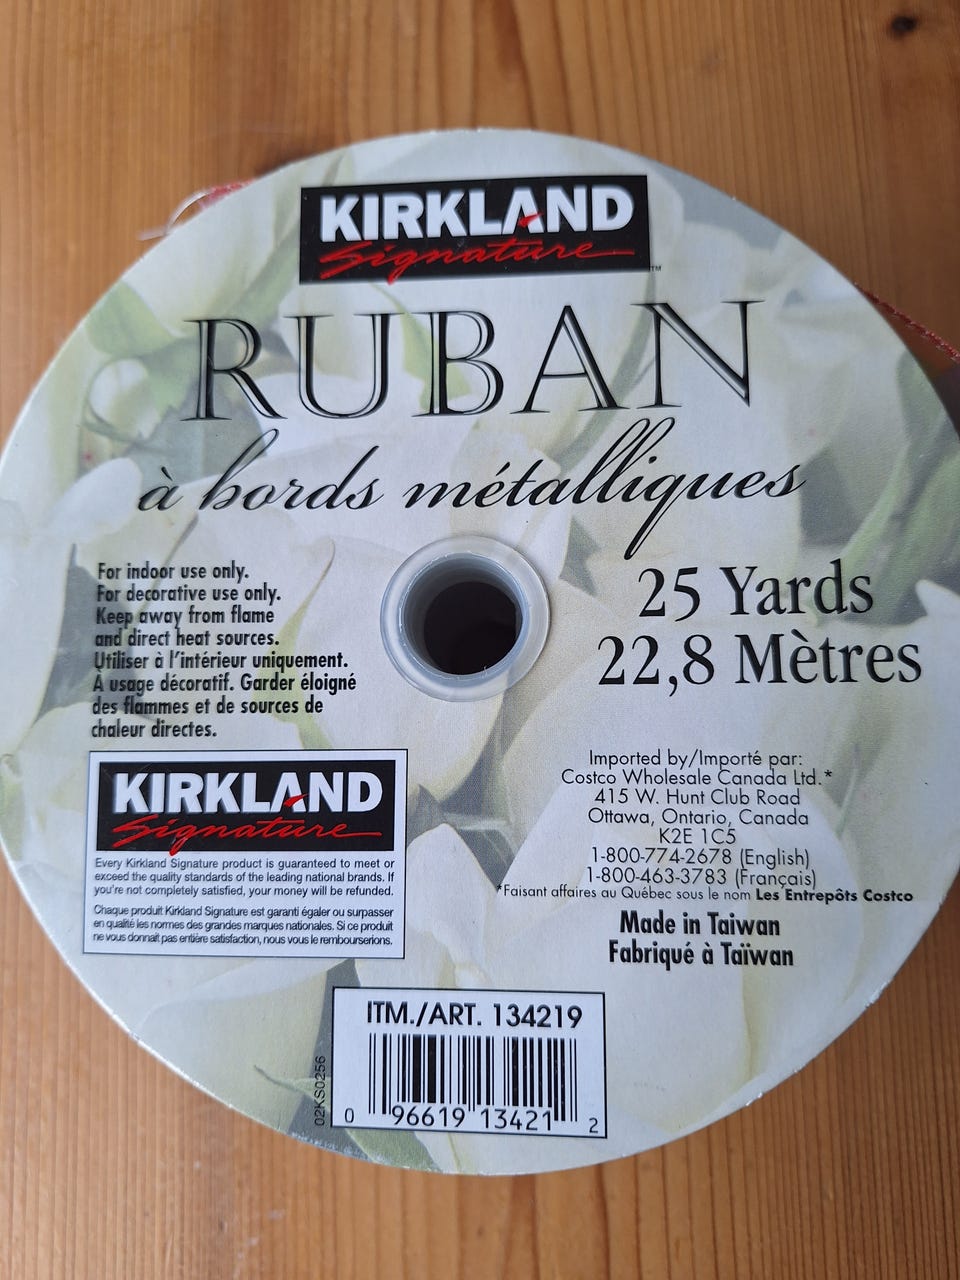 KIRKLAND
Signature™
RUBAN
à bords métalliques
For indoor use only.
For decorative use only.
Keep away from flame
and direct heat sources.
Utiliser à l'intérieur uniquement.
À usage décoratif. Garder éloigné
des flammes et de sources de
chaleur directes.
25 Yards
22,8 Mètres
KIRKLAND
Signature
Every Kirkland Signature product is guaranteed to meet or
exceed the quality standards of the leading national brands. If
you're not completely satisfied, your money will be refunded.
Chaque produit Kirkland Signature est garanti égaler ou surpasser
en qualité les normes des grandes marques nationales. Si ce produit
ne vous donnait pas entière satisfaction, nous vous le rembourserions.
Imported by/Importé par:
Costco Wholesale Canada Ltd.*
415 W. Hunt Club Road
Ottawa, Ontario, Canada
K2E 1C5
1-800-774-2678 (English)
1-800-463-3783 (Français)
*Faisant affaires au Québec sous le nom Les Entrepôts Costco
Made in Taiwan
Fabriqué à Taïwan
ITM./ART. 134219
02KS0256
0 96619 13421 2